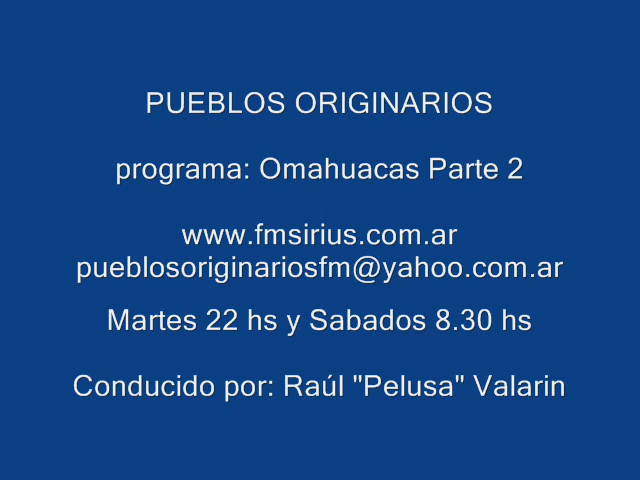 PUEBLOS ORIGINARIOS
programa: Omahuacas Parte 2
www.fmsirius.com.ar
pueblosoriginariosfm@yahoo.com.ar
Martes 22 hs y Sabados 8.30 hs
Conducido por: Raúl "Pelusa" Valarin